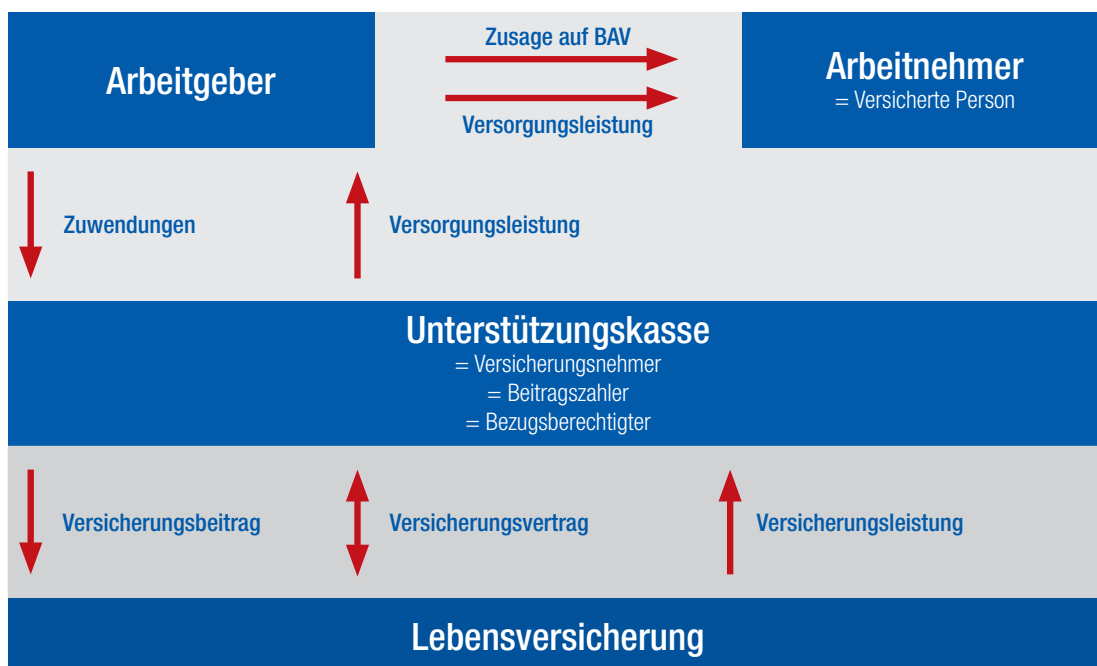 Arbeitgeber
Zusage auf BAV
Versorgungsleistung
Arbeitnehmer
= Versicherte Person
Zuwendungen
Versorgungsleistung
Unterstützungskasse
= Versicherungsnehmer
= Beitragszahler
= Bezugsberechtigter
Versicherungsbeitrag
Versicherungsvertrag
Versicherungsleistung
Lebensversicherung